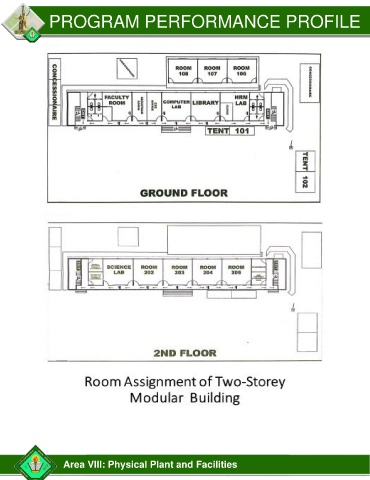 PROGRAM PERFORMANCE PROFILE
CONCESSIONAIRE
ROOM 108
ROOM 107
ROOM 106
FACULTY ROOM
COMPUTER LAB
LIBRARY
HRM LAB
TENT 101
TENT 102
GROUND FLOOR
SCIENCE LAB
ROOM 202
ROOM 203
ROOM 204
ROOM 205
2ND FLOOR
Room Assignment of Two-Storey
Modular Building
Area VIII: Physical Plant and Facilities